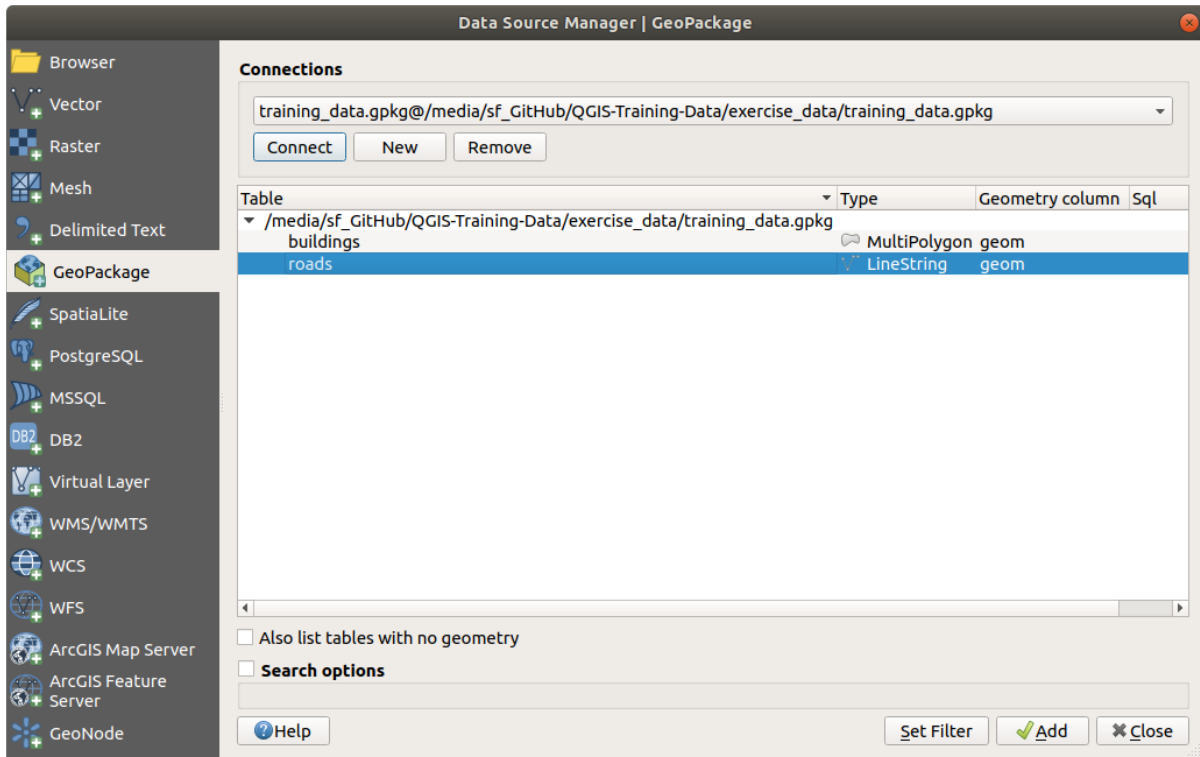 Data Source Manager | GeoPackage
Browser
Vector
Raster
Mesh
Delimited Text
GeoPackage
SpatiaLite
PostgreSQL
MSSQL
DB2 DB2
Virtual Layer
WMS/WMTS
WCS
WFS
ArcGIS Map Server
ArcGIS Feature
Server
GeoNode
Connections
training_data.gpkg@/media/sf_GitHub/QGIS-Training-Data/exercise_data/training_data.gpkg
Connect New Remove
Table Type Geometry column Sql
/media/sf_GitHub/QGIS-Training-Data/exercise_data/training_data.gpkg
buildings MultiPolygon geom
roads LineString geom
Also list tables with no geometry
Search options
Help Set Filter Add Close